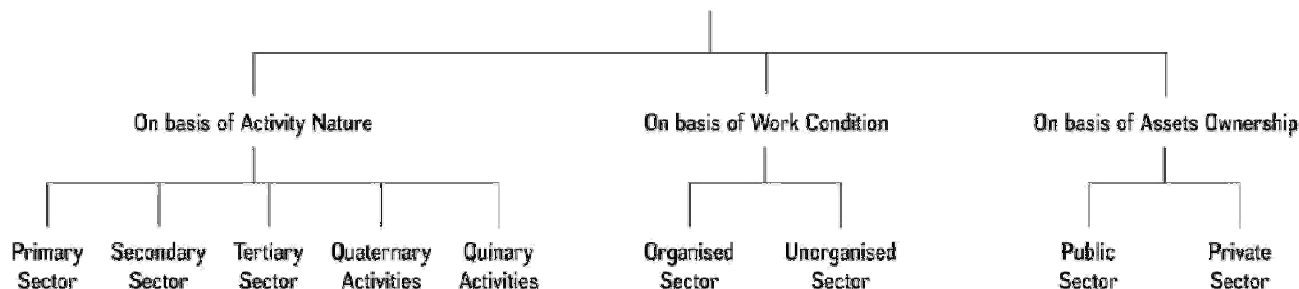 On basis of Activity Nature
On basis of Work Condition
On basis of Assets Ownership
Primary
Sector
Secondary
Sector
Tertiary
Sector
Quaternary
Activities
Quinary
Activities
Organised
Sector
Unorganised
Sector
Public
Sector
Private
Sector